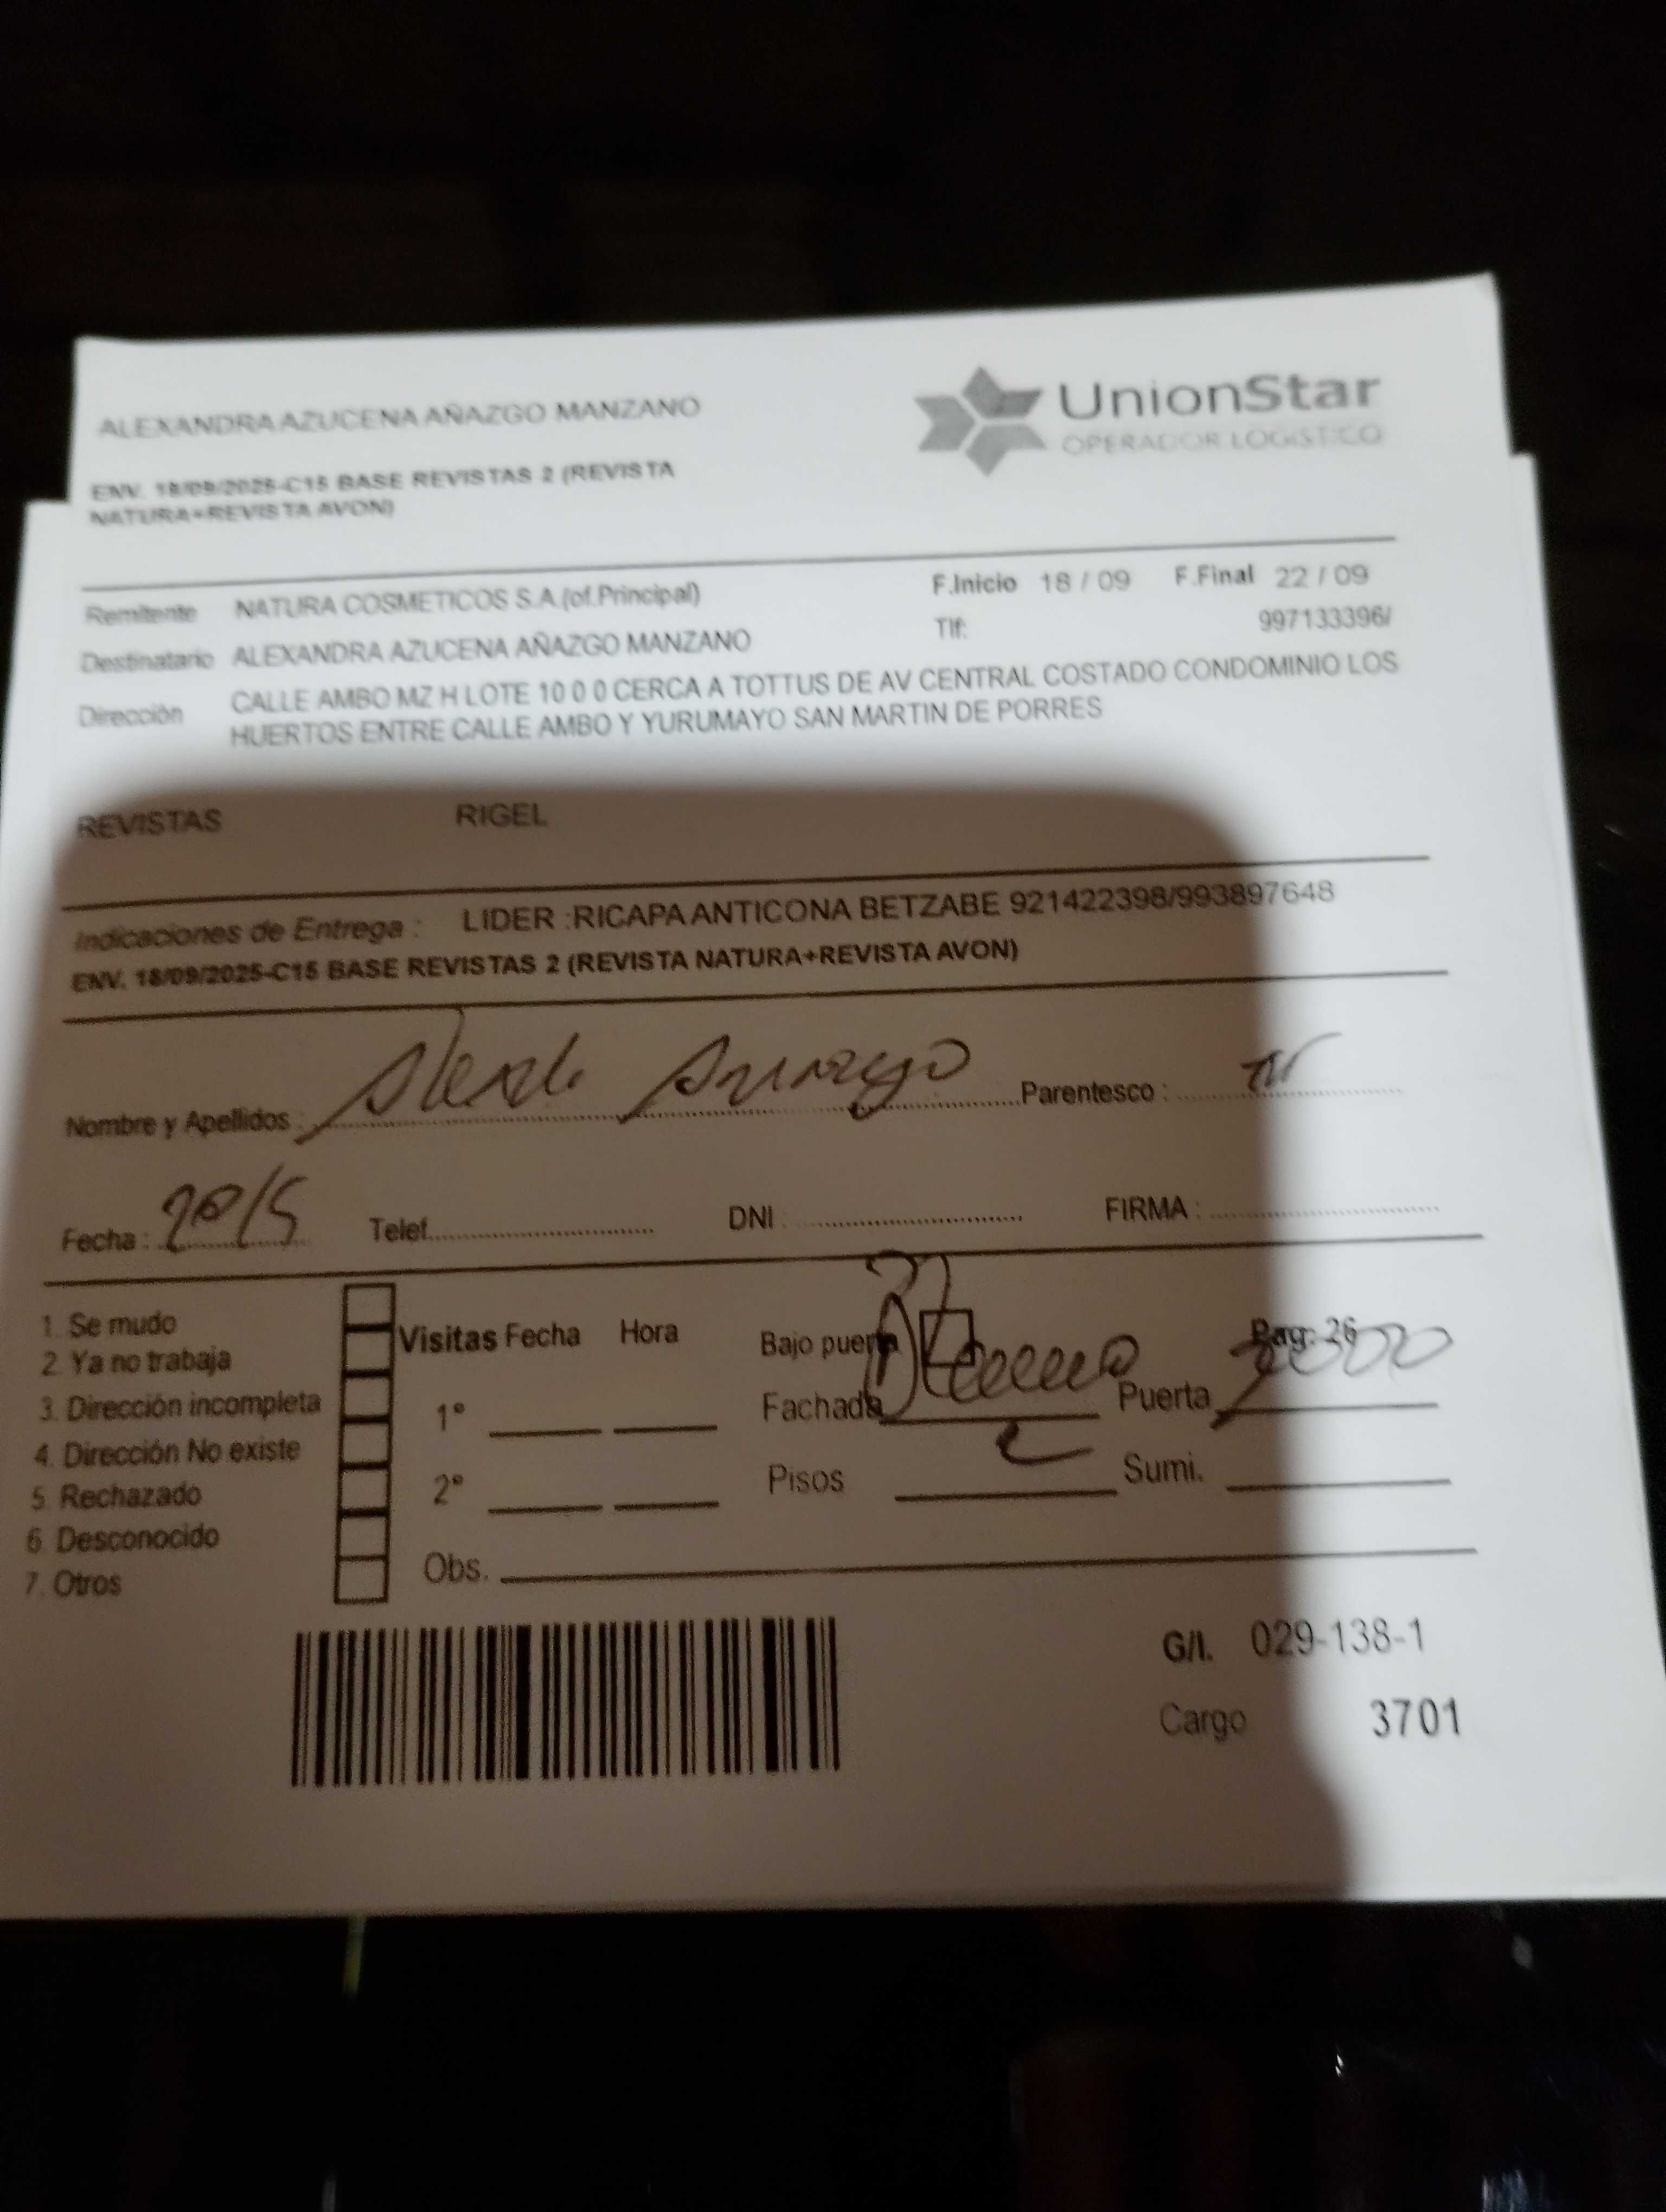 ALEXANDRA AZUCENA AÑAZGO MANZANO
UnionStar
OPERADOR LOGISTICO
ENV. 18/09/2025-C15 BASE REVISTAS 2 (REVISTA
NATURA+REVISTA AVON)
Remitente NATURA COSMETICOS S.A.(of.Principal)
F.Inicio 18 / 09 F.Final 22 / 09
Destinatario ALEXANDRA AZUCENA AÑAZGO MANZANO
Tlf: 997133396/
Dirección CALLE AMBO MZ H LOTE 10 0 0 CERCA A TOTTUS DE AV CENTRAL COSTADO CONDOMINIO LOS
HUERTOS ENTRE CALLE AMBO Y YURUMAYO SAN MARTIN DE PORRES
REVISTAS RIGEL
Indicaciones de Entrega : LIDER :RICAPA ANTICONA BETZABE 921422398/993897648
ENV. 18/09/2025-C15 BASE REVISTAS 2 (REVISTA NATURA+REVISTA AVON)
Nombre y Apellidos : Parentesco :
Fecha : Telef. DNI : FIRMA :
1. Se mudo
2. Ya no trabaja
3. Dirección incompleta
4. Dirección No existe
5. Rechazado
6. Desconocido
7. Otros
Visitas Fecha Hora
1°
2°
Obs.
Bajo puerta Pag: 26
Fachada Puerta
Pisos Sumi.
G/I. 029-138-1
Cargo 3701